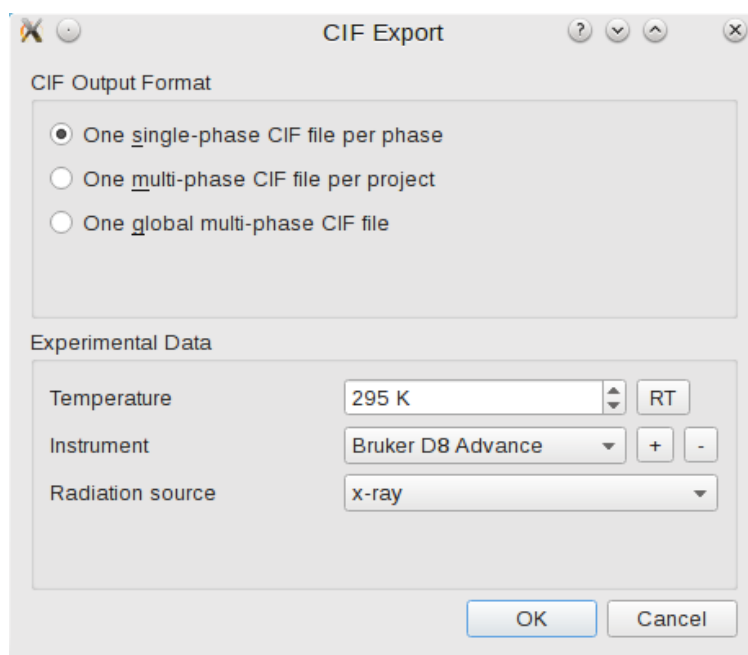 CIF Export
CIF Output Format
One single-phase CIF file per phase
One multi-phase CIF file per project
One global multi-phase CIF file
Experimental Data
Temperature 295 K RT
Instrument Bruker D8 Advance + -
Radiation source x-ray
OK Cancel